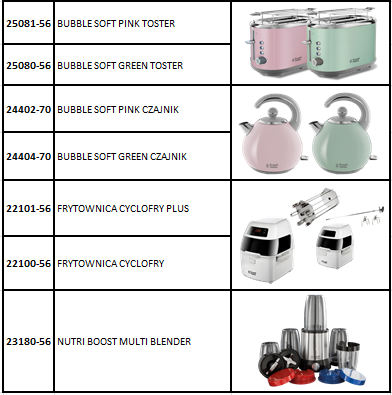 25081-56 BUBBLE SOFT PINK TOSTER
25080-56 BUBBLE SOFT GREEN TOSTER
24402-70 BUBBLE SOFT PINK CZAJNIK
24404-70 BUBBLE SOFT GREEN CZAJNIK
22101-56 FRYTOWNICA CYCLOFRY PLUS
22100-56 FRYTOWNICA CYCLOFRY
23180-56 NUTRI BOOST MULTI BLENDER